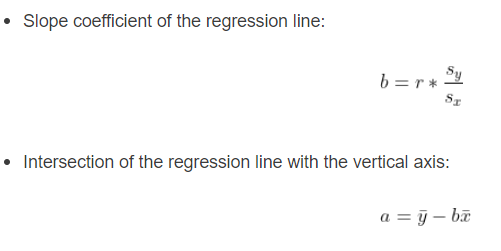 • Slope coefficient of the regression line:
b = r * s_y / s_x
• Intersection of the regression line with the vertical axis:
a = ȳ − bx̄